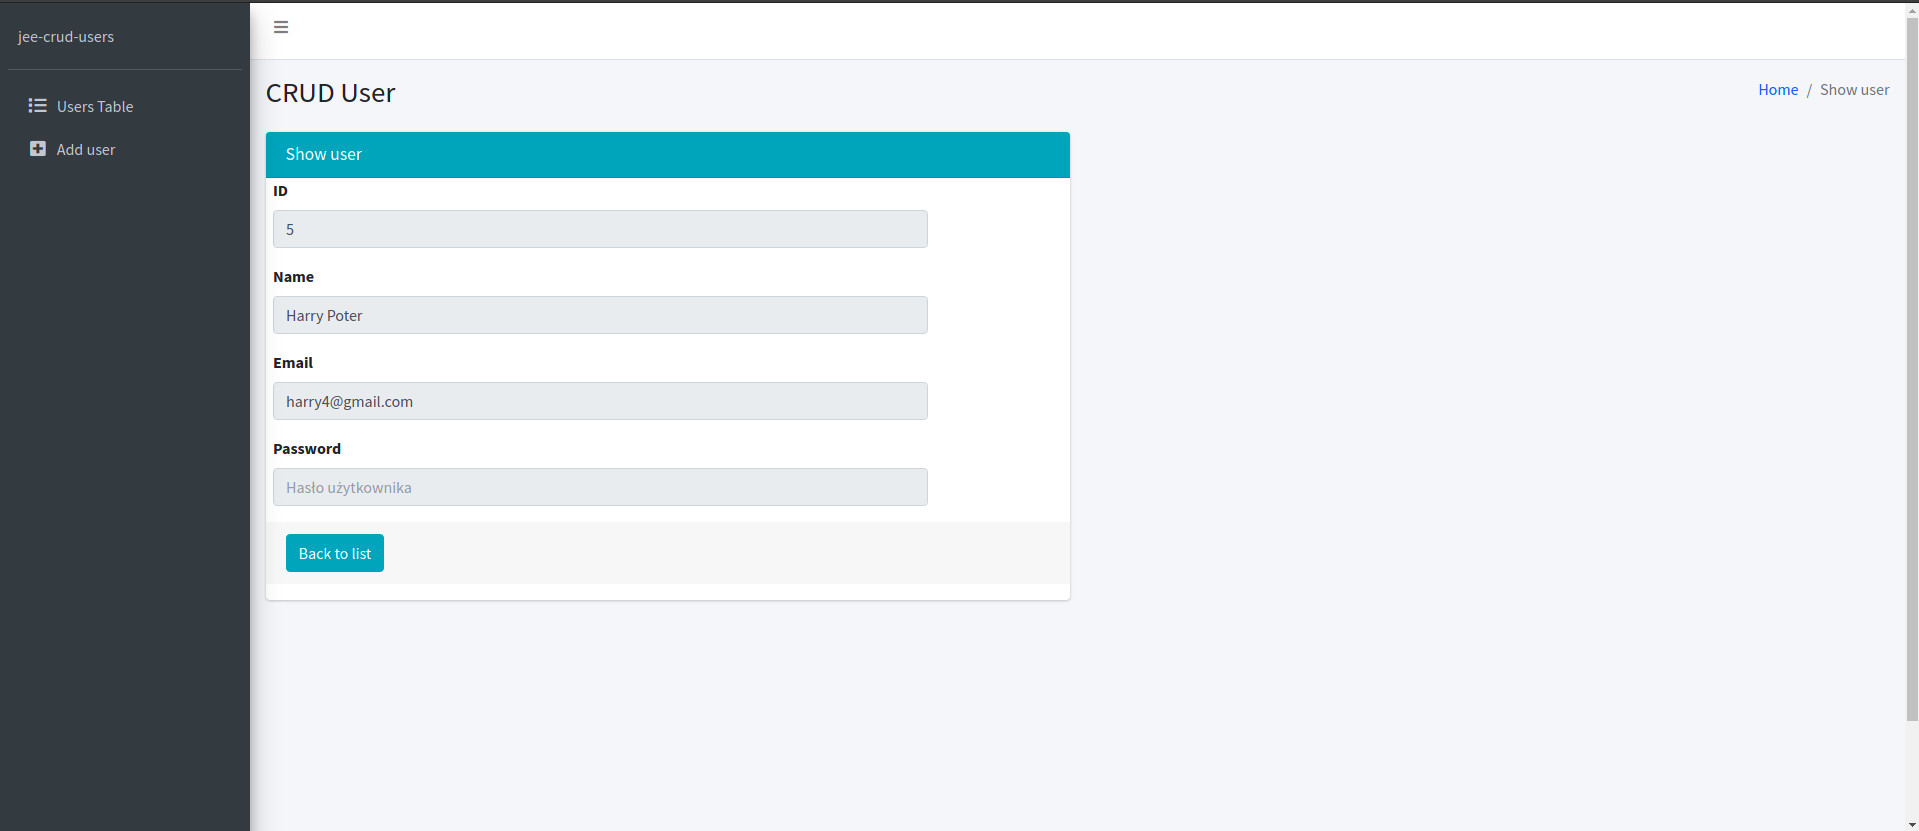 jee-crud-users
Users Table
Add user
CRUD User
Home / Show user
Show user
ID
5
Name
Harry Poter
Email
harry4@gmail.com
Password
Hasło użytkownika
Back to list